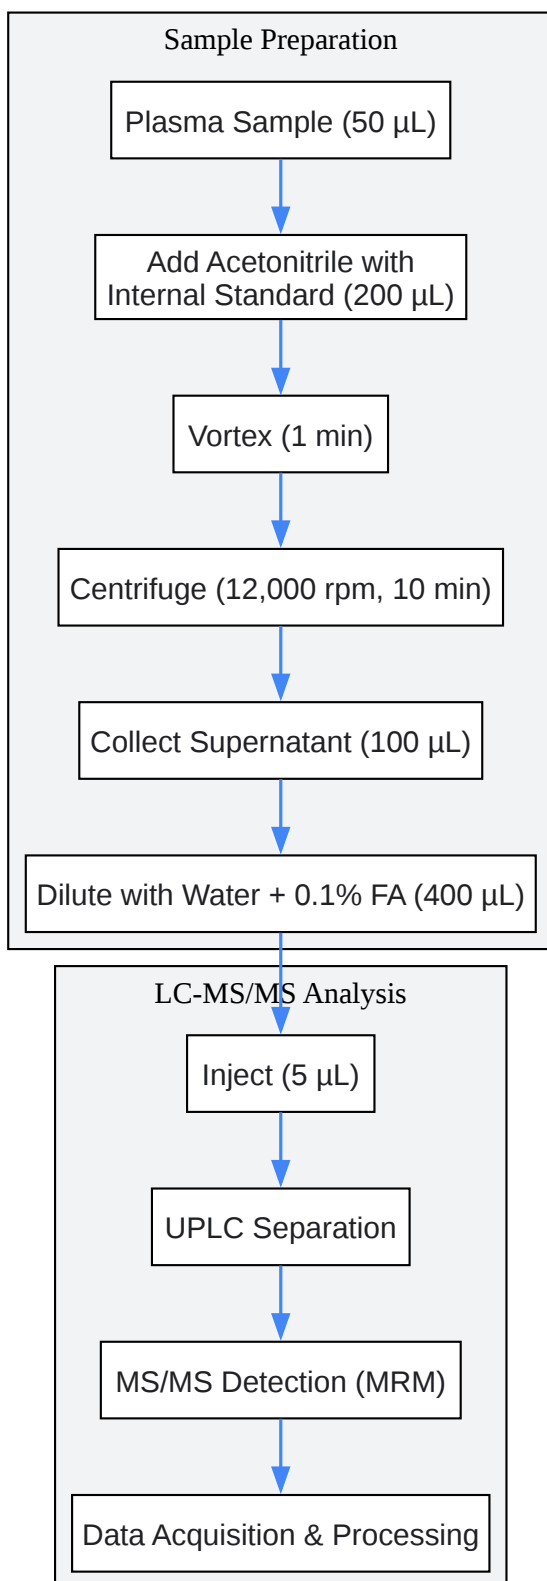 Sample Preparation
Plasma Sample (50 µL)
Add Acetonitrile with
Internal Standard (200 µL)
Vortex (1 min)
Centrifuge (12,000 rpm, 10 min)
Collect Supernatant (100 µL)
Dilute with Water + 0.1% FA (400 µL)
LC-MS/MS Analysis
Inject (5 µL)
UPLC Separation
MS/MS Detection (MRM)
Data Acquisition & Processing